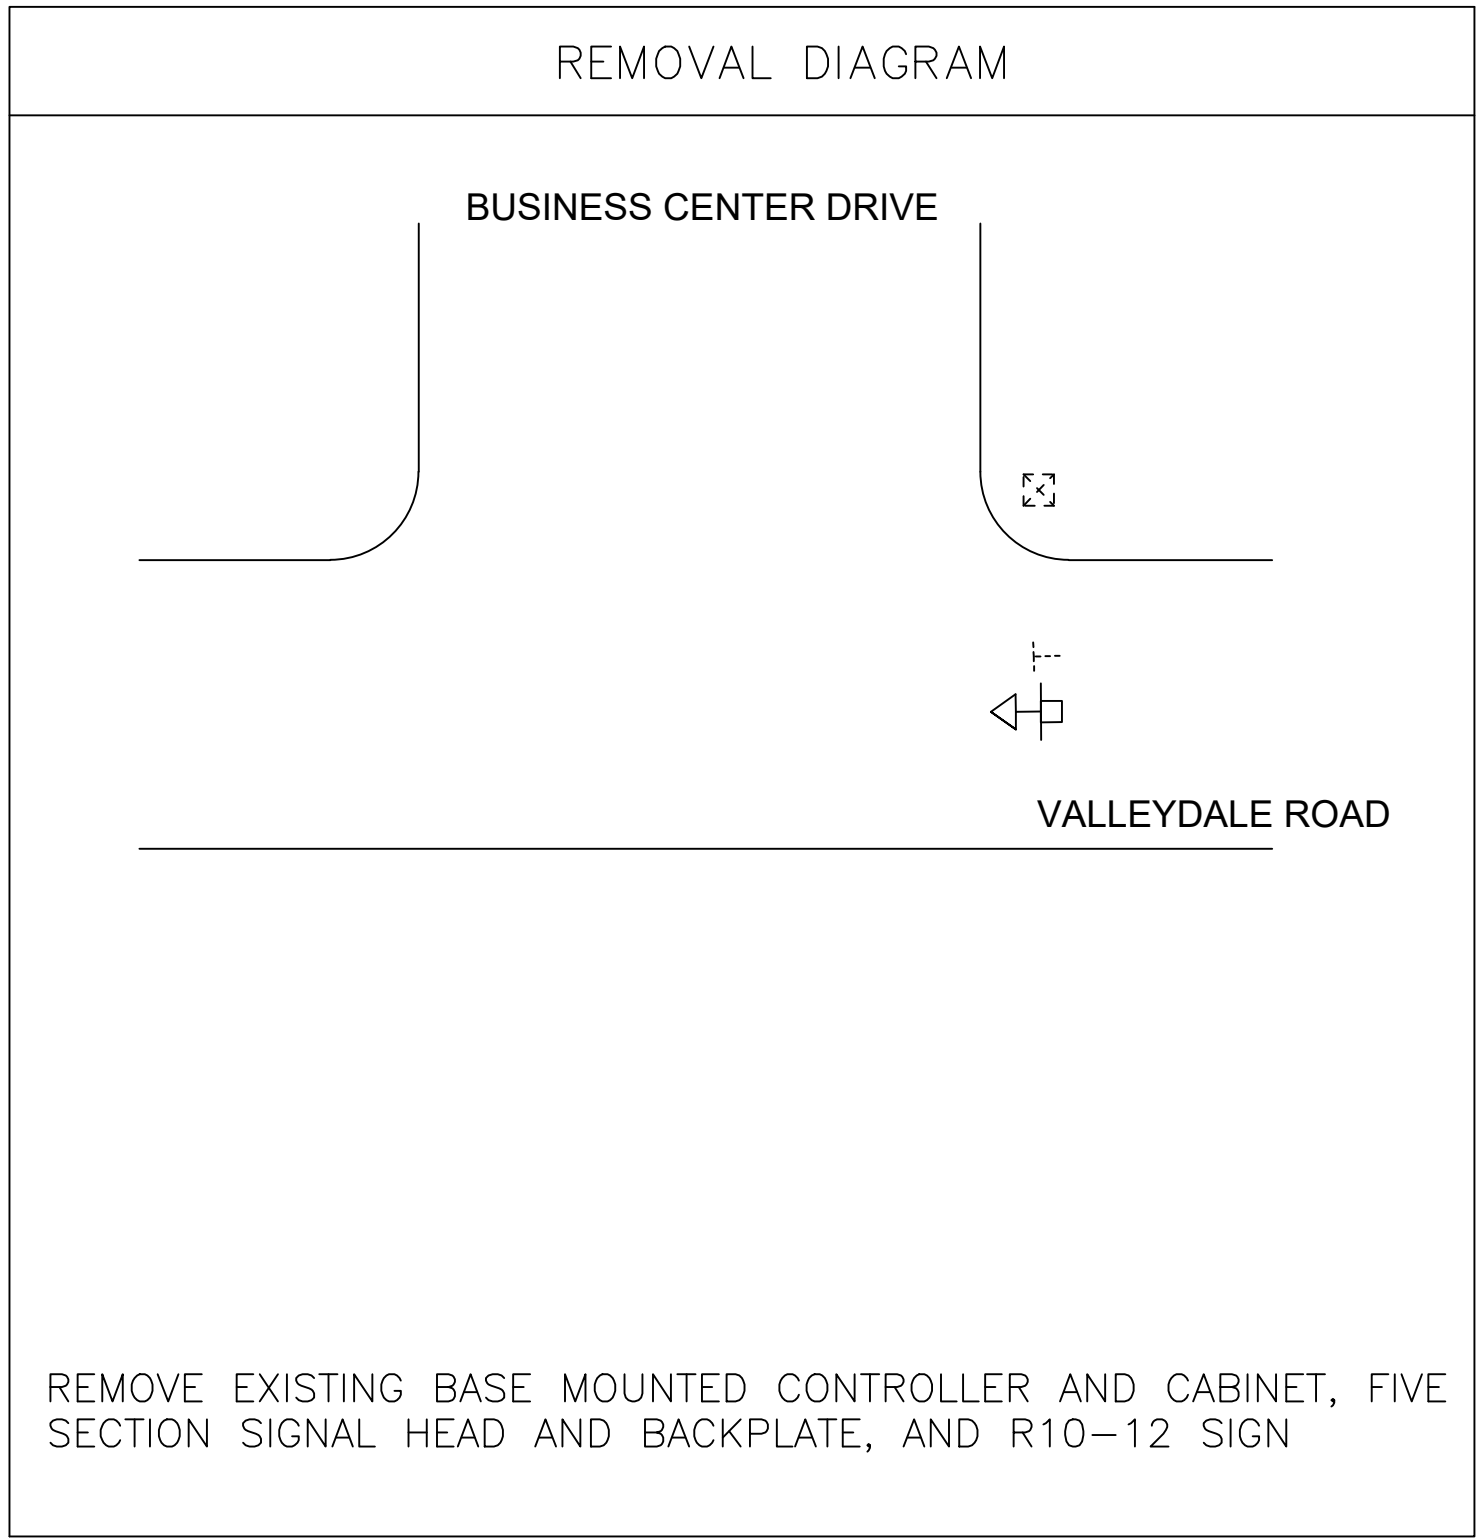 REMOVAL DIAGRAM
BUSINESS CENTER DRIVE
VALLEYDALE ROAD
REMOVE EXISTING BASE MOUNTED CONTROLLER AND CABINET, FIVE
SECTION SIGNAL HEAD AND BACKPLATE, AND R10-12 SIGN